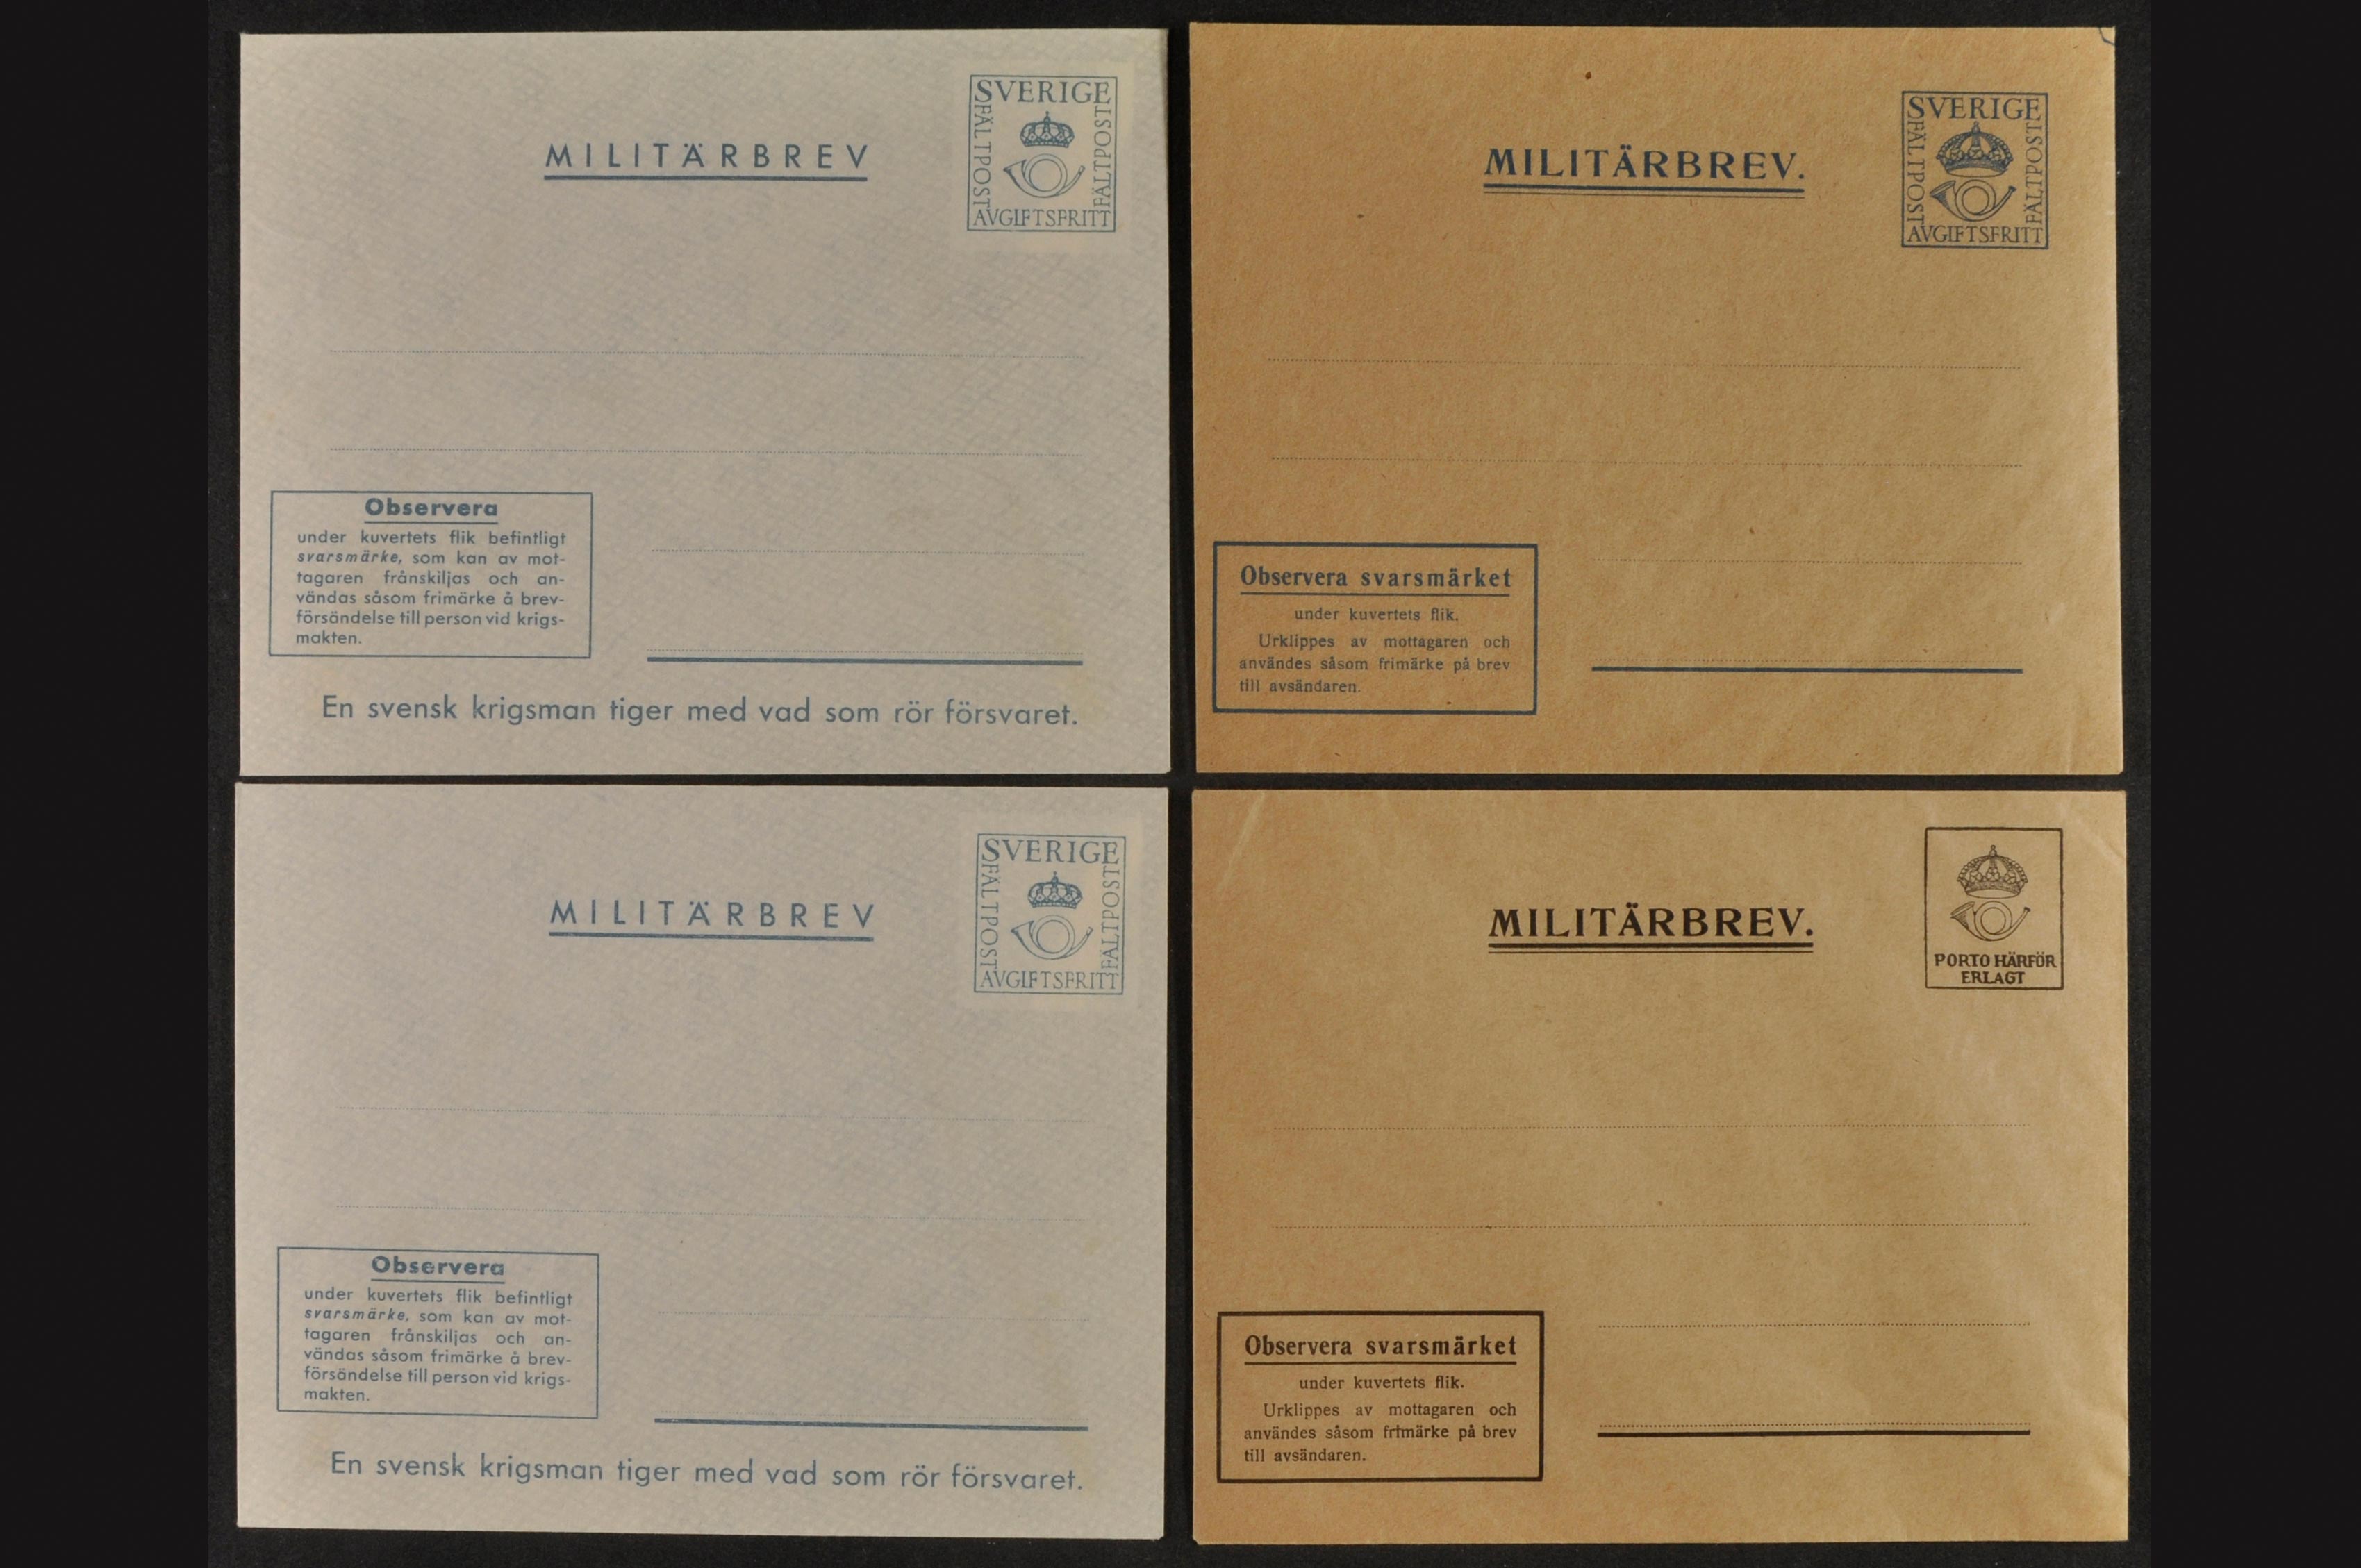 MILITÄRBREV
SVERIGE
FÄLTPOST
FÄLTPOST
AVGIFTSFRITT
Observera
under kuvertets flik befintligt
svarsmärke, som kan av mot-
tagaren frånskiljas och an-
vändas såsom frimärke å brev-
försändelse till person vid krigs-
makten.
En svensk krigsman tiger med vad som rör försvaret.
MILITÄRBREV.
SVERIGE
FÄLTPOST
FÄLTPOST
AVGIFTSFRITT
Observera svarsmärket
under kuvertets flik.
Urklippes av mottagaren och
användes såsom frimärke på brev
till avsändaren.
MILITÄRBREV
SVERIGE
FÄLTPOST
FÄLTPOST
AVGIFTSFRITT
Observera
under kuvertets flik befintligt
svarsmärke, som kan av mot-
tagaren frånskiljas och an-
vändas såsom frimärke å brev-
försändelse till person vid krigs-
makten.
En svensk krigsman tiger med vad som rör försvaret.
MILITÄRBREV.
PORTO HÄRFÖR
ERLAGT
Observera svarsmärket
under kuvertets flik.
Urklippes av mottagaren och
användes såsom frimärke på brev
till avsändaren.